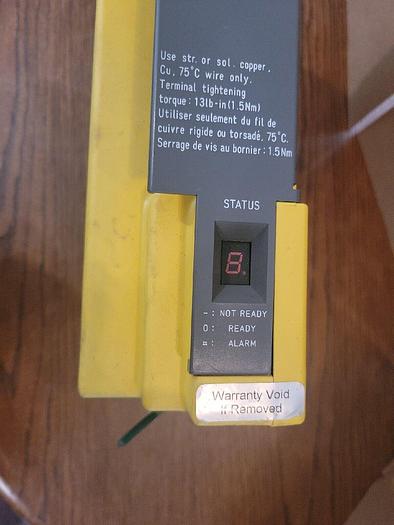 Use str. or sol. copper,
Cu, 75°C wire only.
Terminal tightening
torque : 13lb-in(1.5Nm)
Utiliser seulement du fil de
cuivre rigide ou torsadé, 75°C.
Serrage de vis au bornier : 1.5Nm
STATUS
8.
- : NOT READY
0 : READY
= : ALARM
Warranty Void
If Removed